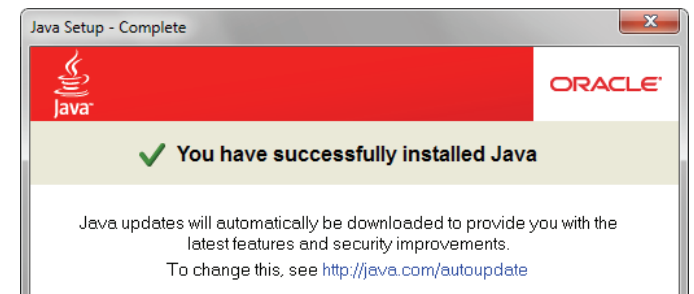 Java Setup - Complete
Java™
ORACLE®
You have successfully installed Java
Java updates will automatically be downloaded to provide you with the
latest features and security improvements.
To change this, see http://java.com/autoupdate